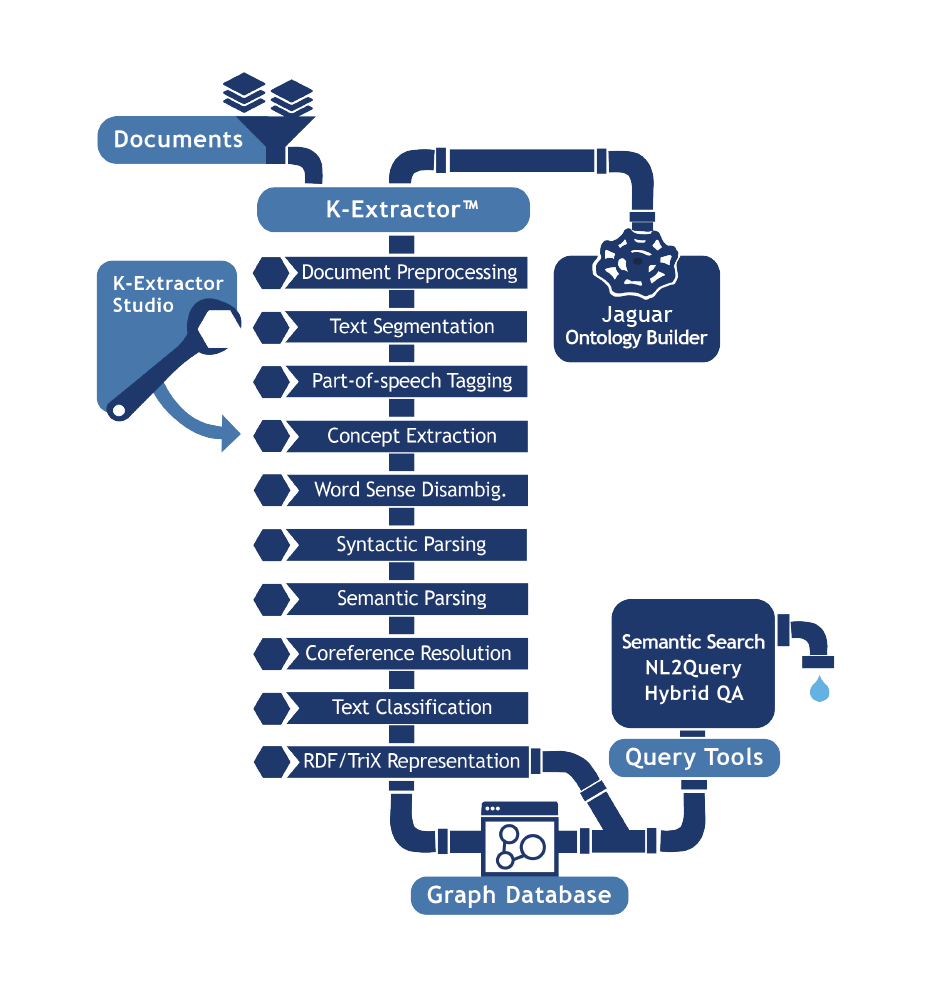 Documents
K-Extractor™
K-Extractor
Studio
Document Preprocessing
Text Segmentation
Part-of-speech Tagging
Concept Extraction
Word Sense Disambig.
Syntactic Parsing
Semantic Parsing
Coreference Resolution
Text Classification
RDF/TriX Representation
Jaguar
Ontology Builder
Semantic Search
NL2Query
Hybrid QA
Query Tools
Graph Database